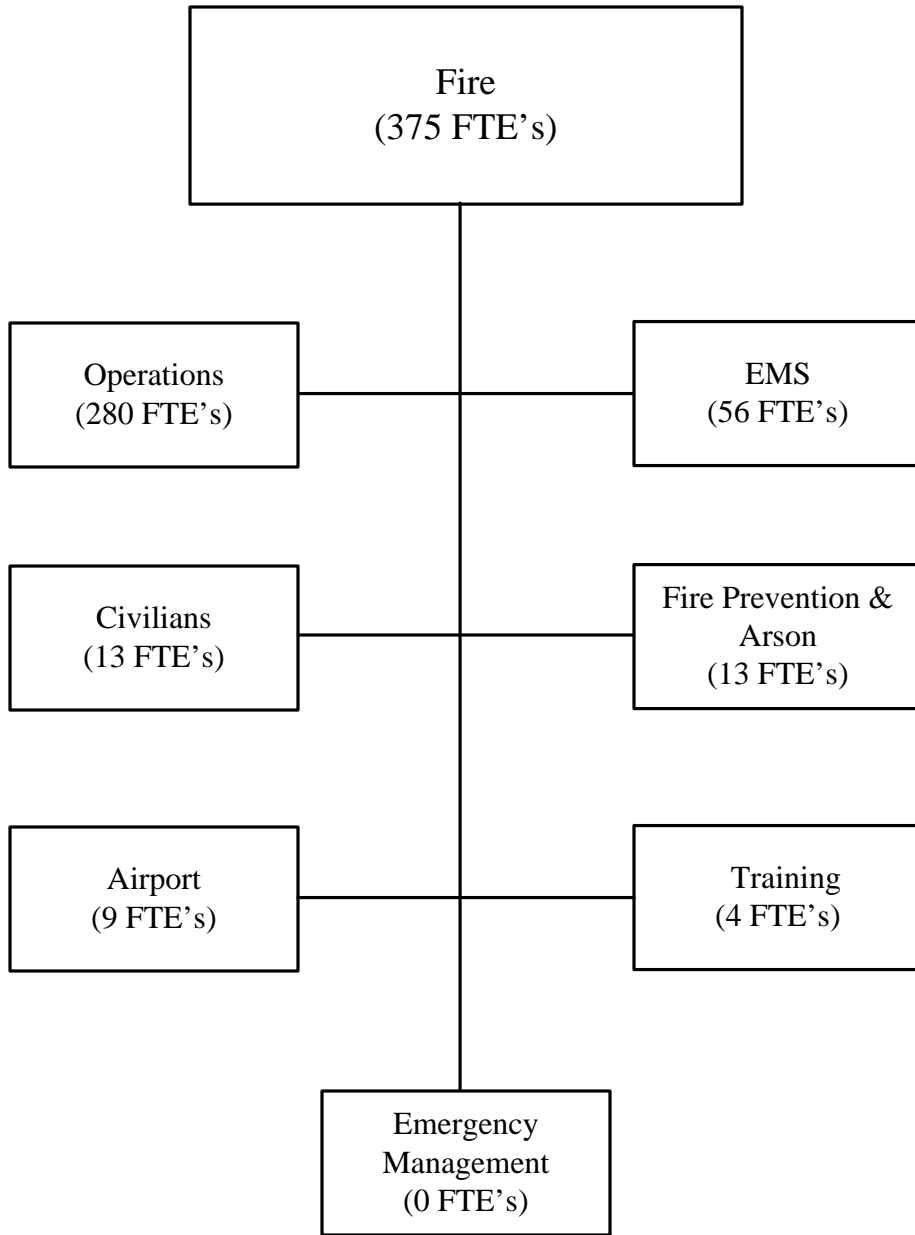 Fire
(375 FTE’s)
Operations
(280 FTE’s)
EMS
(56 FTE’s)
Civilians
(13 FTE’s)
Fire Prevention &
Arson
(13 FTE’s)
Airport
(9 FTE’s)
Training
(4 FTE’s)
Emergency
Management
(0 FTE’s)